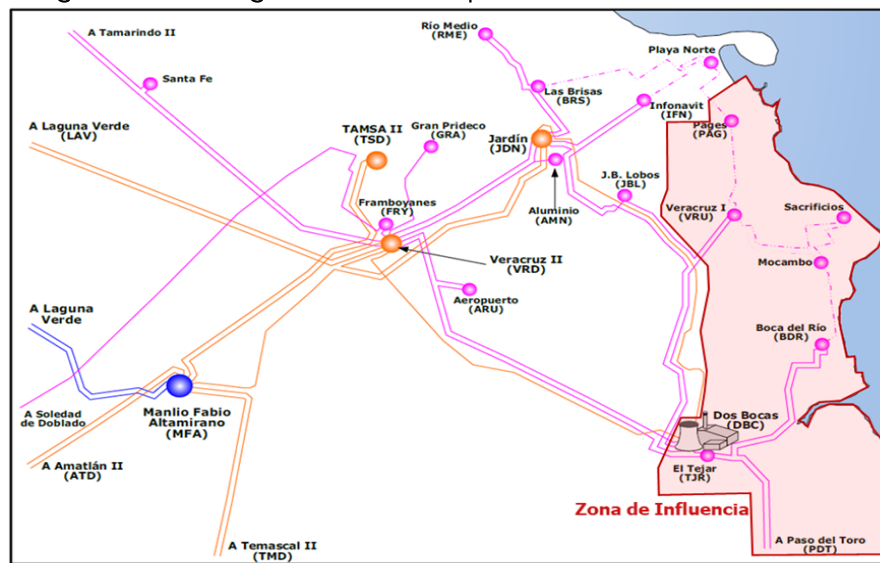 A Tamarindo II
Río Medio
(RME)
Playa Norte
Santa Fe
Las Brisas
(BRS)
Infonavit
(IFN)
Pages
(PAG)
A Laguna Verde
(LAV)
TAMSA II
(TSD)
Gran Prideco
(GRA)
Jardín
(JDN)
J.B. Lobos
(JBL)
Aluminio
(AMN)
Veracruz I
(VRU)
Sacrificios
Framboyanes
(FRY)
Veracruz II
(VRD)
Mocambo
Aeropuerto
(ARU)
A Laguna
Verde
Boca del Río
(BDR)
A Soledad
de Doblado
Manlio Fabio
Altamirano
(MFA)
Dos Bocas
(DBC)
A Amatlán II
(ATD)
El Tejar
(TJR)
Zona de Influencia
A Temascal II
(TMD)
A Paso del Toro
(PDT)